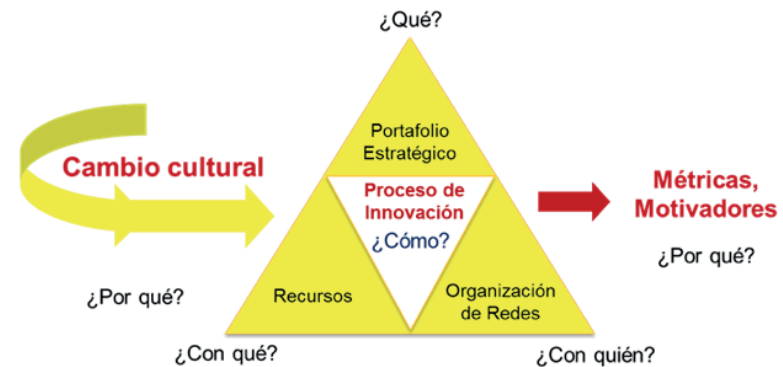 ¿Qué?
Portafolio
Estratégico
Cambio cultural
Proceso de
Innovación
¿Cómo?
Métricas,
Motivadores
¿Por qué?
¿Por qué?
Recursos
Organización
de Redes
¿Con qué?
¿Con quién?